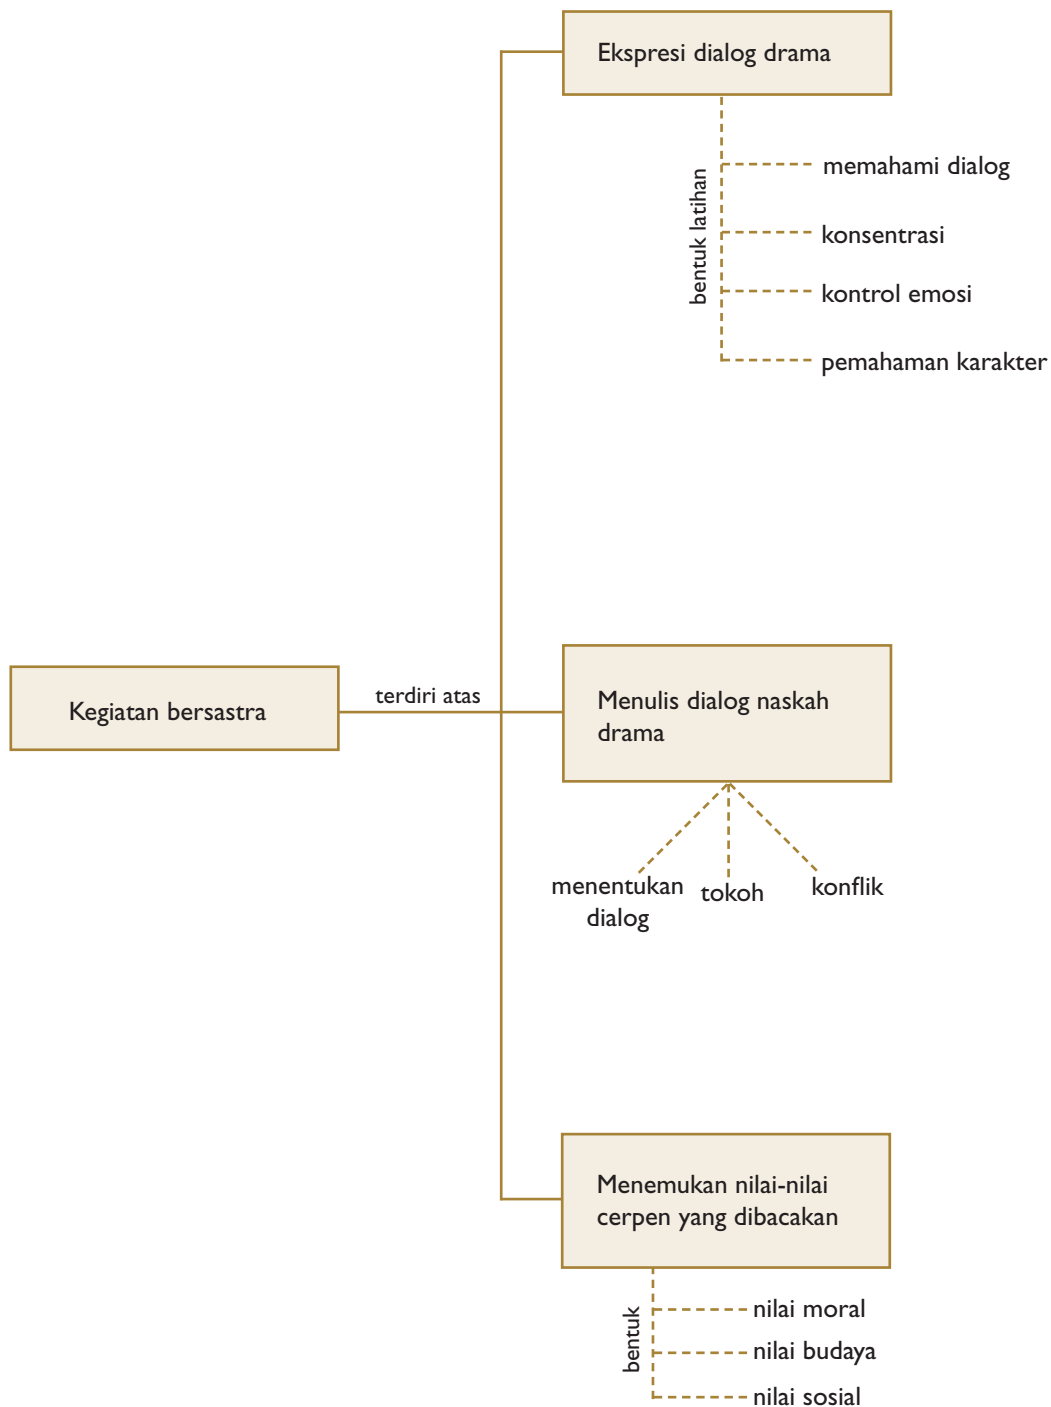 Ekspresi dialog drama
bentuk latihan
memahami dialog
konsentrasi
kontrol emosi
pemahaman karakter
Kegiatan bersastra
terdiri atas
Menulis dialog naskah
drama
menentukan
dialog
tokoh
konflik
Menemukan nilai-nilai
cerpen yang dibacakan
bentuk
nilai moral
nilai budaya
nilai sosial